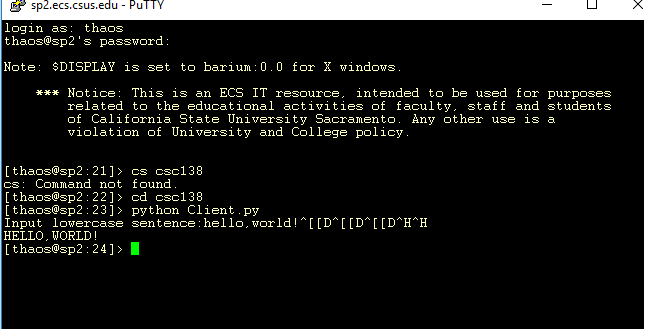 sp2.ecs.csus.edu - PuTTY
login as: thaos
thaos@sp2's password:
Note: $DISPLAY is set to barium:0.0 for X windows.
*** Notice: This is an ECS IT resource, intended to be used for purposes
related to the educational activities of faculty, staff and students
of California State University Sacramento. Any other use is a
violation of University and College policy.
[thaos@sp2:21]> cs csc138
cs: Command not found.
[thaos@sp2:22]> cd csc138
[thaos@sp2:23]> python Client.py
Input lowercase sentence:hello,world!^[[D^[[D^[[D^H^H
HELLO,WORLD!
[thaos@sp2:24]>